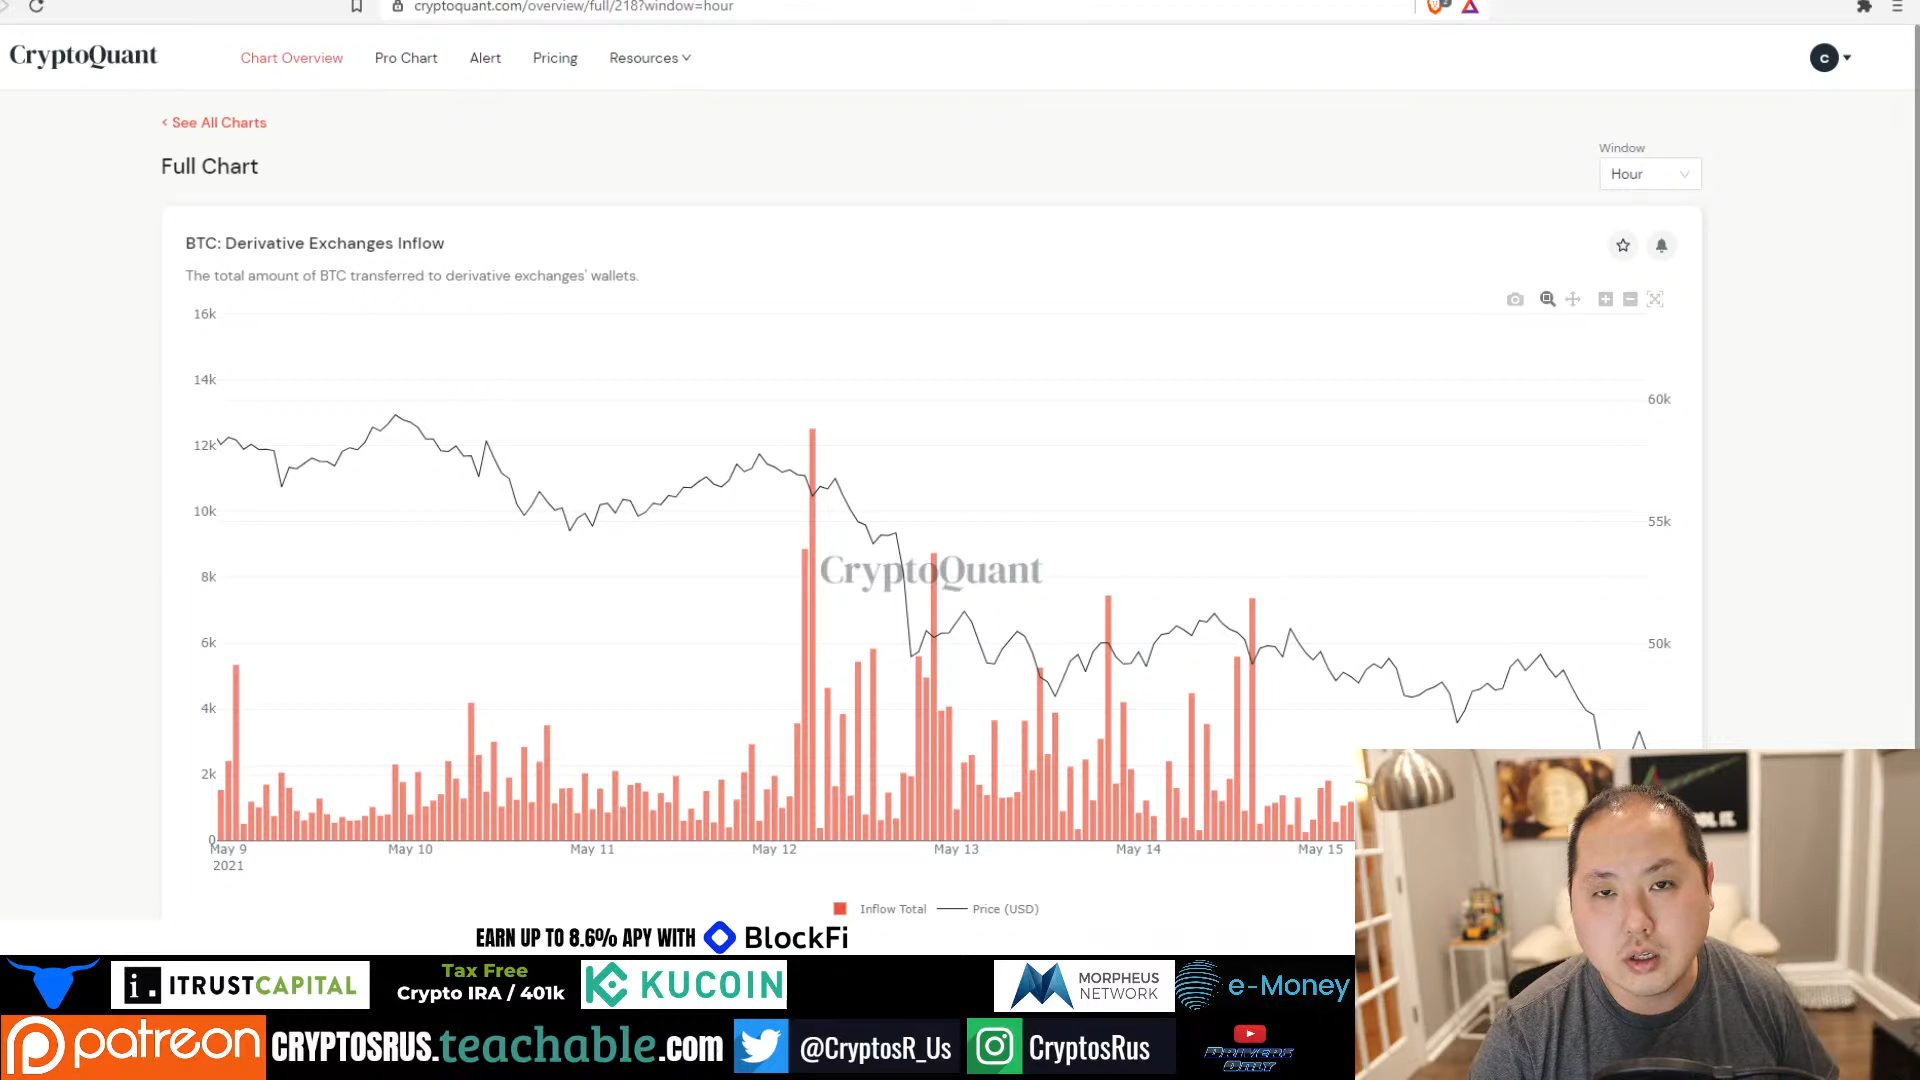 cryptoquant.com/overview/full/218?window=hour
CryptoQuant
Chart Overview
Pro Chart
Alert
Pricing
Resources
C
< See All Charts
Full Chart
Window
Hour
BTC: Derivative Exchanges Inflow
The total amount of BTC transferred to derivative exchanges' wallets.
16k
14k
12k
10k
8k
6k
4k
2k
0
60k
55k
50k
CryptoQuant
May 9
2021
May 10
May 11
May 12
May 13
May 14
May 15
Inflow Total
Price (USD)
EARN UP TO 8.6% APY WITH BlockFi
i. ITRUSTCAPITAL
Tax Free
Crypto IRA / 401k
KUCOIN
MORPHEUS
NETWORK
e-Money
patreon
CRYPTOSRUS.teachable.com
@CryptosR_Us
CryptosRus
DRIVERS
ONLY